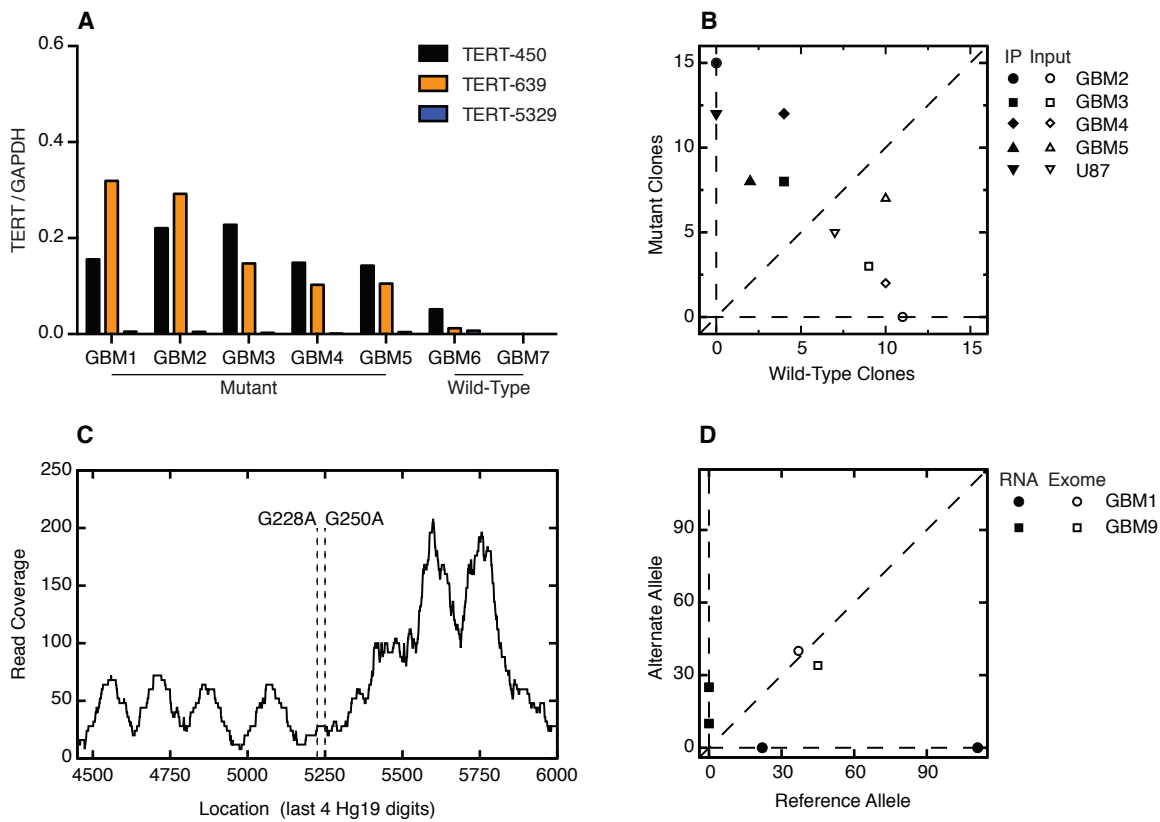 A
0.6
0.4
0.2
0.0
TERT / GAPDH
TERT-450
TERT-639
TERT-5329
GBM1 GBM2 GBM3 GBM4 GBM5 GBM6 GBM7
Mutant Wild-Type
B
15
10
5
0
Mutant Clones
0 5 10 15
Wild-Type Clones
IP Input
GBM2
GBM3
GBM4
GBM5
U87
C
250
200
150
100
50
0
Read Coverage
G228A G250A
4500 4750 5000 5250 5500 5750 6000
Location (last 4 Hg19 digits)
D
90
60
30
0
Alternate Allele
0 30 60 90
Reference Allele
RNA Exome
GBM1
GBM9